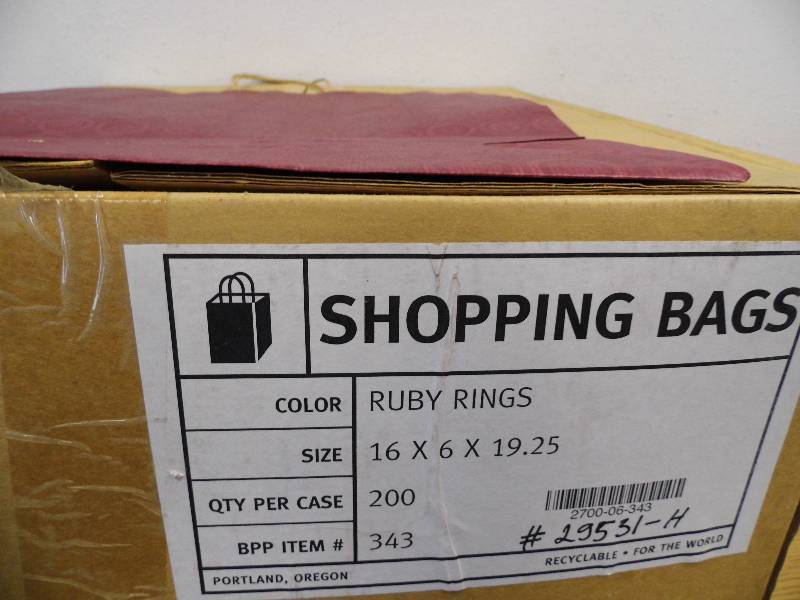 SHOPPING BAGS
COLOR RUBY RINGS
SIZE 16 X 6 X 19.25
QTY PER CASE 200
BPP ITEM # 343
2700-06-343
# 29531-H
RECYCLABLE • FOR THE WORLD
PORTLAND, OREGON